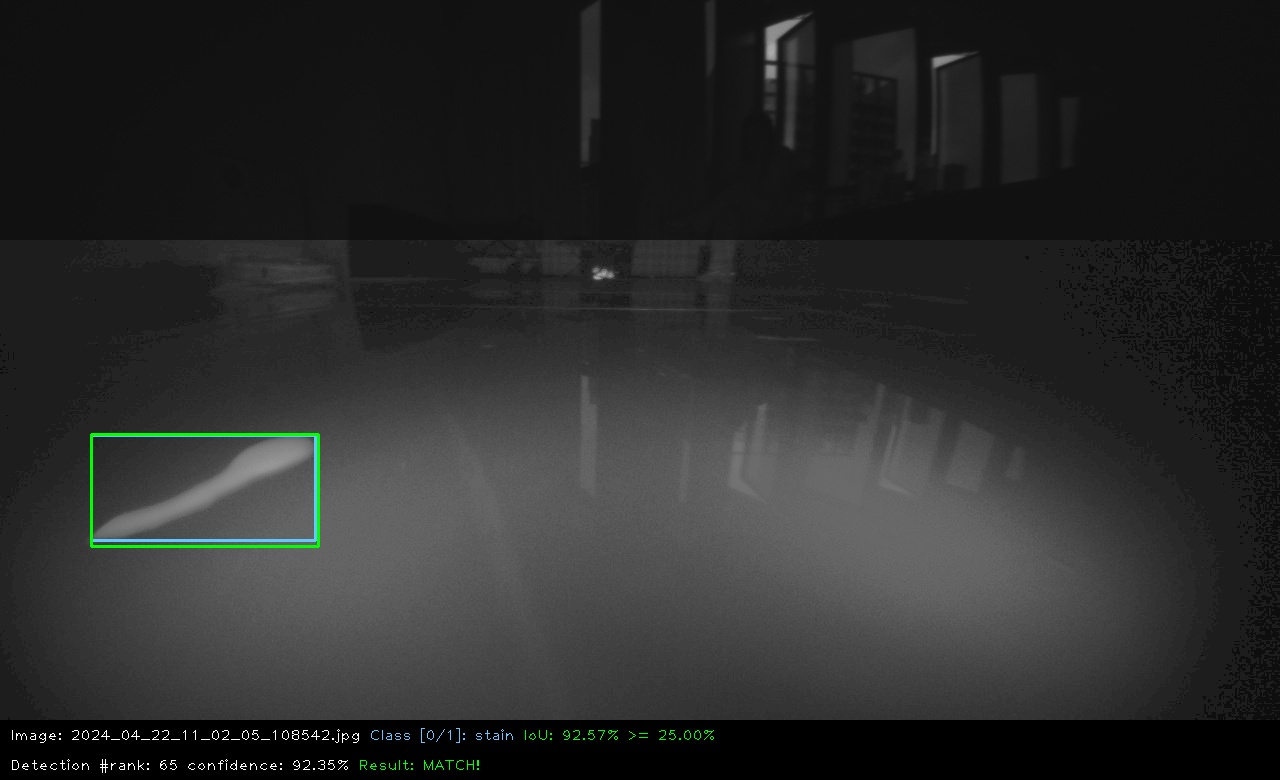 Image: 2024_04_22_11_02_05_108542.jpg Class [0/1]: stain IoU: 92.57% >= 25.00%
Detection #rank: 65 confidence: 92.35% Result: MATCH!